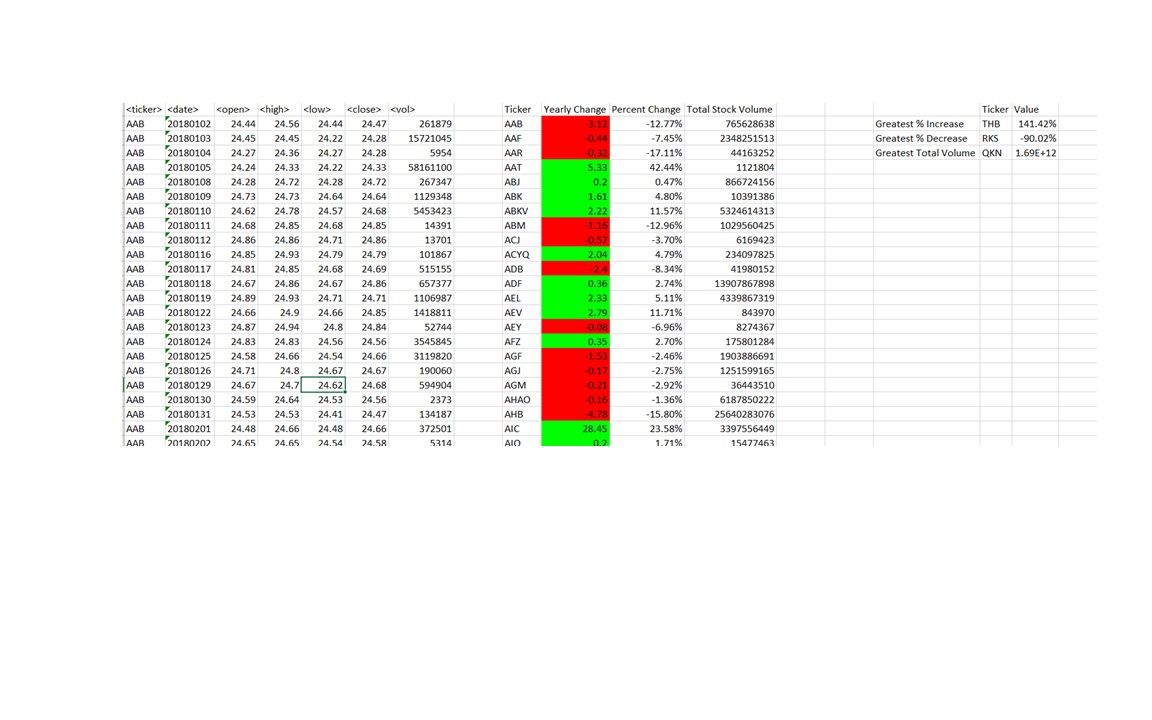 <ticker> <date> <open> <high> <low> <close> <vol> Ticker Yearly Change Percent Change Total Stock Volume Ticker Value
AAB 20180102 24.44 24.56 24.44 24.47 261879 AAB -3.12 -12.77% 765628638 Greatest % Increase THB 141.42%
AAB 20180103 24.45 24.45 24.22 24.28 15721045 AAF -0.44 -7.45% 2348251513 Greatest % Decrease RKS -90.02%
AAB 20180104 24.27 24.36 24.27 24.28 5954 AAR -0.32 -17.11% 44163252 Greatest Total Volume QKN 1.69E+12
AAB 20180105 24.24 24.33 24.22 24.33 58161100 AAT 5.33 42.44% 1121804
AAB 20180108 24.28 24.72 24.28 24.72 267347 ABJ 0.2 0.47% 866724156
AAB 20180109 24.73 24.73 24.64 24.64 1129348 ABK 1.61 4.80% 10391386
AAB 20180110 24.62 24.78 24.57 24.68 5453423 ABKV 2.22 11.57% 5324614313
AAB 20180111 24.68 24.85 24.68 24.85 14391 ABM -1.16 -12.96% 1029560425
AAB 20180112 24.86 24.86 24.71 24.86 13701 ACJ -0.57 -3.70% 6169423
AAB 20180116 24.85 24.93 24.79 24.79 101867 ACYQ 2.04 4.79% 234097825
AAB 20180117 24.81 24.85 24.68 24.69 515155 ADB -2.4 -8.34% 41980152
AAB 20180118 24.67 24.86 24.67 24.86 657377 ADF 0.36 2.74% 13907867898
AAB 20180119 24.89 24.93 24.71 24.71 1106987 AEL 2.33 5.11% 4339867319
AAB 20180122 24.66 24.9 24.66 24.85 1418811 AEV 2.79 11.71% 843970
AAB 20180123 24.87 24.94 24.8 24.84 52744 AEY -0.08 -6.96% 8274367
AAB 20180124 24.83 24.83 24.56 24.56 3545845 AFZ 0.35 2.70% 175801284
AAB 20180125 24.58 24.66 24.54 24.66 3119820 AGF -1.53 -2.46% 1903886691
AAB 20180126 24.71 24.8 24.67 24.67 190060 AGJ -0.17 -2.75% 1251599165
AAB 20180129 24.67 24.7 24.62 24.68 594904 AGM -0.21 -2.92% 36443510
AAB 20180130 24.59 24.64 24.53 24.56 2373 AHAO -0.16 -1.36% 6187850222
AAB 20180131 24.53 24.53 24.41 24.47 134187 AHB -4.78 -15.80% 25640283076
AAB 20180201 24.48 24.66 24.48 24.66 372501 AIC 28.45 23.58% 3397556449
AAB 20180202 24.65 24.65 24.54 24.58 5314 0.2 1.71% 15477463